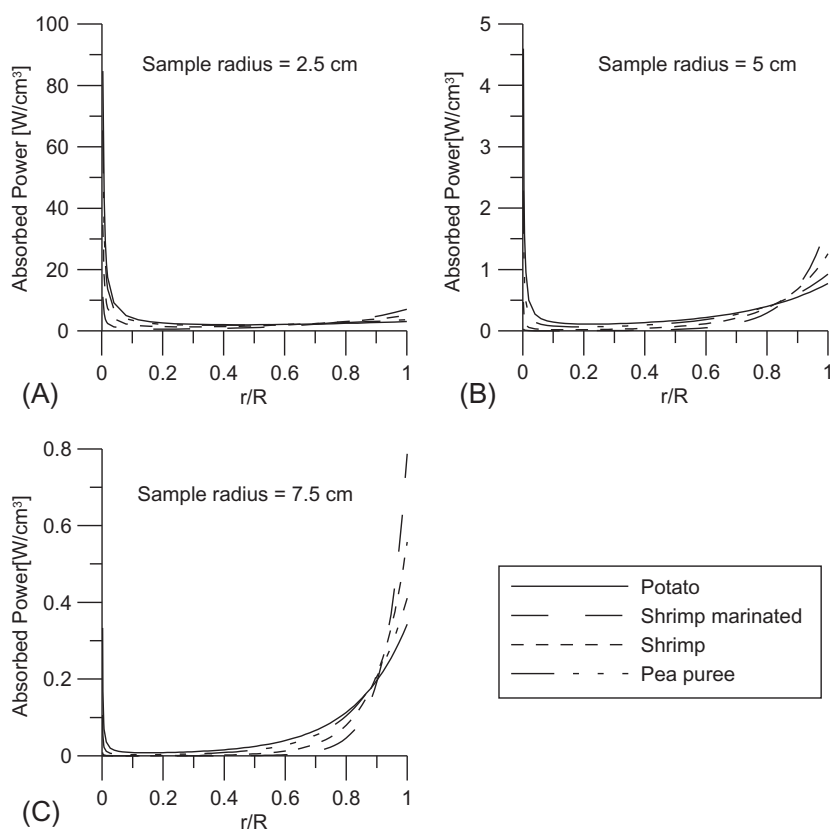 Absorbed Power [W/cm³]
100
80
60
40
20
0
Sample radius = 2.5 cm
0 0.2 0.4 0.6 0.8 1
r/R
(A)
Absorbed Power[W/cm³]
5
4
3
2
1
0
Sample radius = 5 cm
0 0.2 0.4 0.6 0.8 1
r/R
(B)
Absorbed Power[W/cm³]
0.8
0.6
0.4
0.2
0
Sample radius = 7.5 cm
0 0.2 0.4 0.6 0.8 1
r/R
(C)
Potato
Shrimp marinated
Shrimp
Pea puree